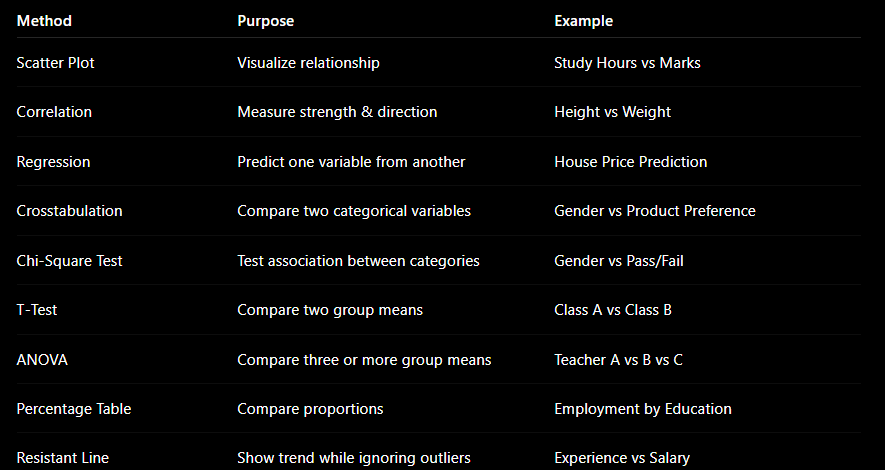 Method Purpose Example
Scatter Plot Visualize relationship Study Hours vs Marks
Correlation Measure strength & direction Height vs Weight
Regression Predict one variable from another House Price Prediction
Crosstabulation Compare two categorical variables Gender vs Product Preference
Chi-Square Test Test association between categories Gender vs Pass/Fail
T-Test Compare two group means Class A vs Class B
ANOVA Compare three or more group means Teacher A vs B vs C
Percentage Table Compare proportions Employment by Education
Resistant Line Show trend while ignoring outliers Experience vs Salary